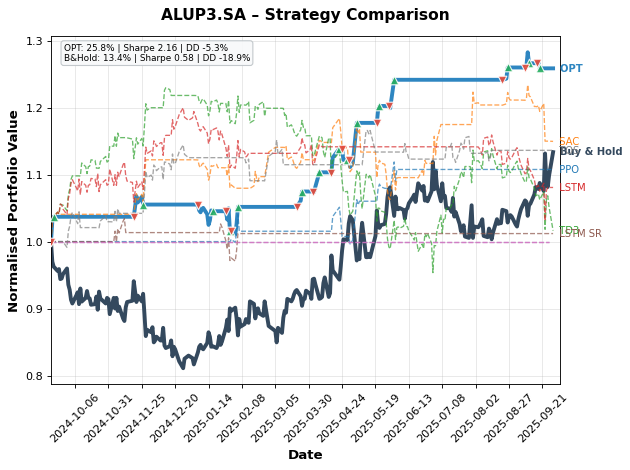 ALUP3.SA – Strategy Comparison
OPT: 25.8% | Sharpe 2.16 | DD -5.3%
B&Hold: 13.4% | Sharpe 0.58 | DD -18.9%
Normalised Portfolio Value
1.3
1.2
1.1
1.0
0.9
0.8
OPT
SAC
Buy & Hold
PPO
LSTM
TD3
LSTM SR
2024-10-06
2024-10-31
2024-11-25
2024-12-20
2025-01-14
2025-02-08
2025-03-05
2025-03-30
2025-04-24
2025-05-19
2025-06-13
2025-07-08
2025-08-02
2025-08-27
2025-09-21
Date